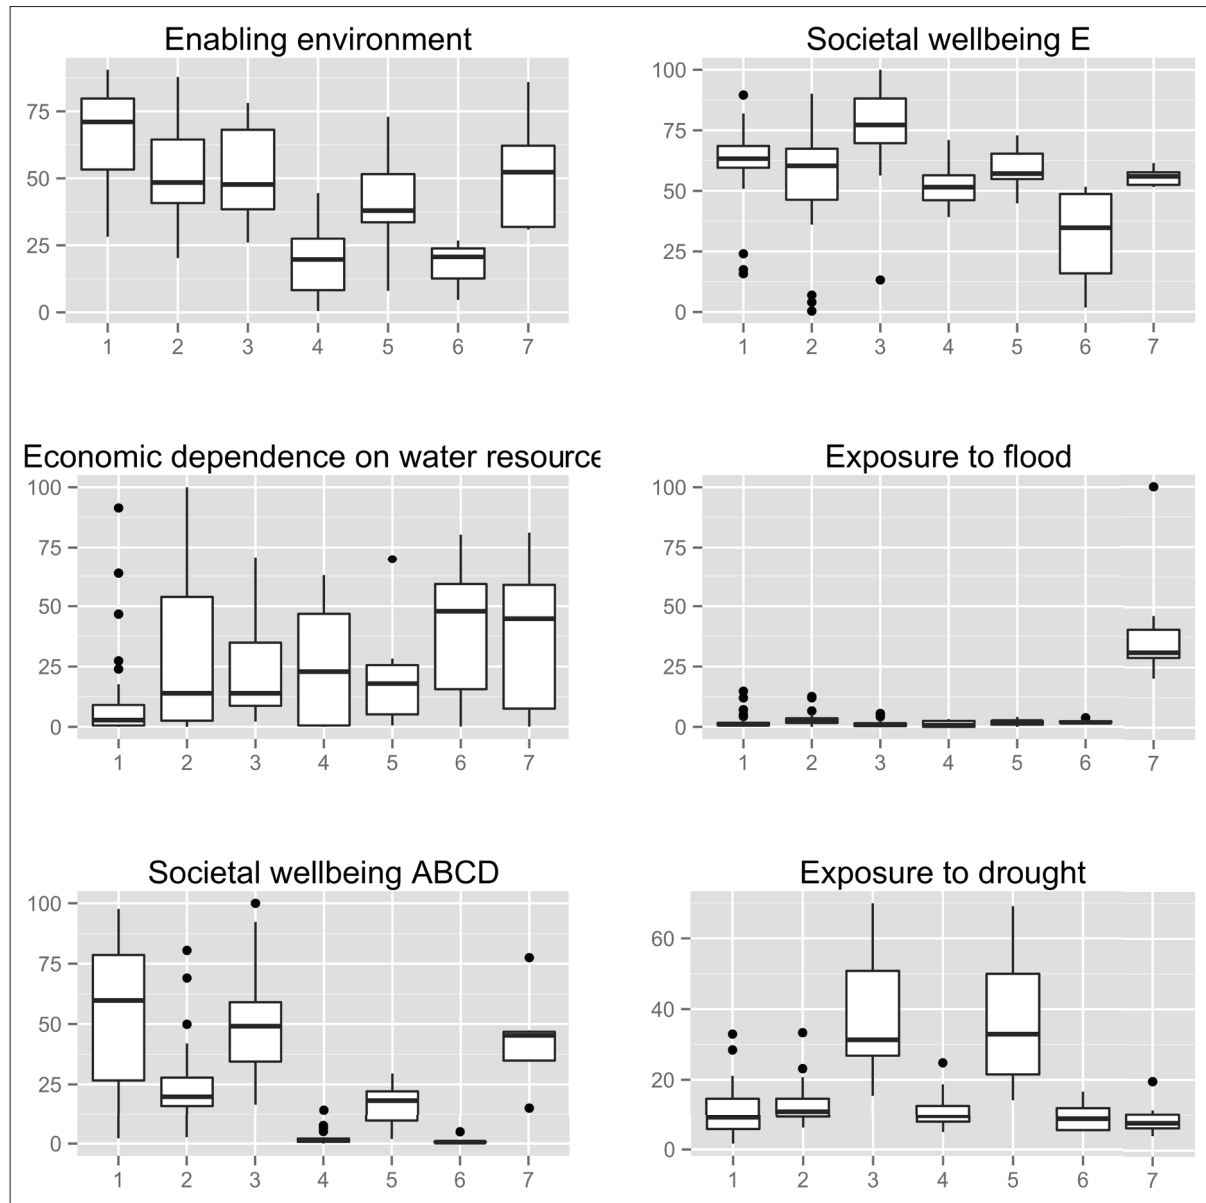 Enabling environment
75
50
25
0
1 2 3 4 5 6 7
Societal wellbeing E
100
75
50
25
0
1 2 3 4 5 6 7
Economic dependence on water resource
100
75
50
25
0
1 2 3 4 5 6 7
Exposure to flood
100
75
50
25
0
1 2 3 4 5 6 7
Societal wellbeing ABCD
100
75
50
25
0
1 2 3 4 5 6 7
Exposure to drought
60
40
20
0
1 2 3 4 5 6 7